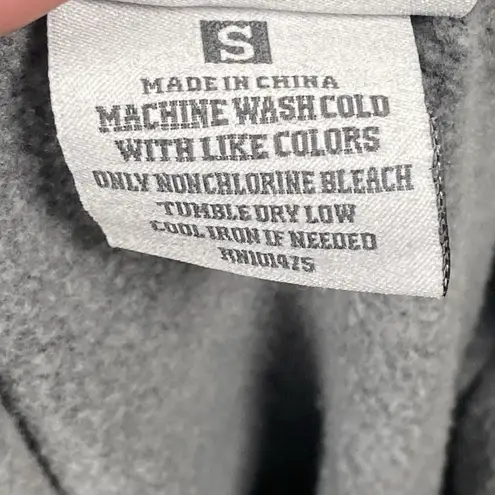 S
MADE IN CHINA
MACHINE WASH COLD
WITH LIKE COLORS
ONLY NONCHLORINE BLEACH
TUMBLE DRY LOW
COOL IRON IF NEEDED
RN101475